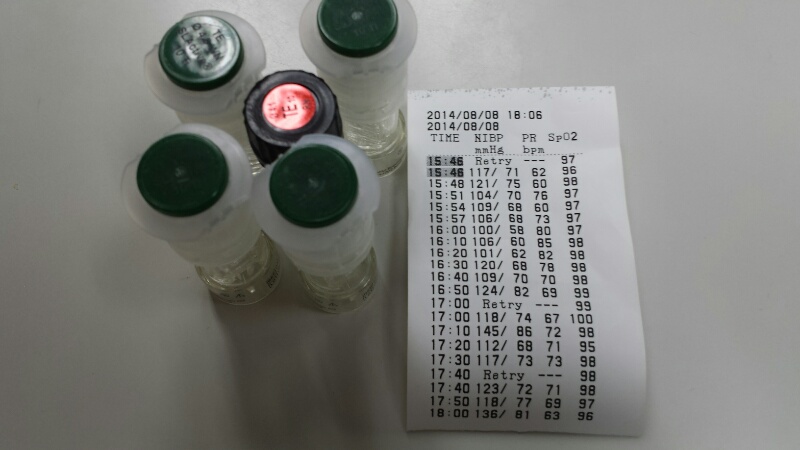 2014/08/08 18:06
2014/08/08
TIME NIBP PR SpO2
mmHg bpm
15:46 Retry --- 97
15:46 117/ 71 62 96
15:48 121/ 75 60 98
15:51 104/ 70 76 97
15:54 109/ 68 60 97
15:57 106/ 68 73 97
16:00 100/ 58 80 97
16:10 106/ 60 85 98
16:20 101/ 62 82 98
16:30 120/ 68 78 98
16:40 109/ 70 70 98
16:50 124/ 82 69 99
17:00 Retry --- 99
17:00 118/ 74 67 100
17:10 145/ 86 72 98
17:20 112/ 68 71 95
17:30 117/ 73 73 98
17:40 Retry --- 98
17:40 123/ 72 71 98
17:50 118/ 77 69 97
18:00 136/ 81 63 96